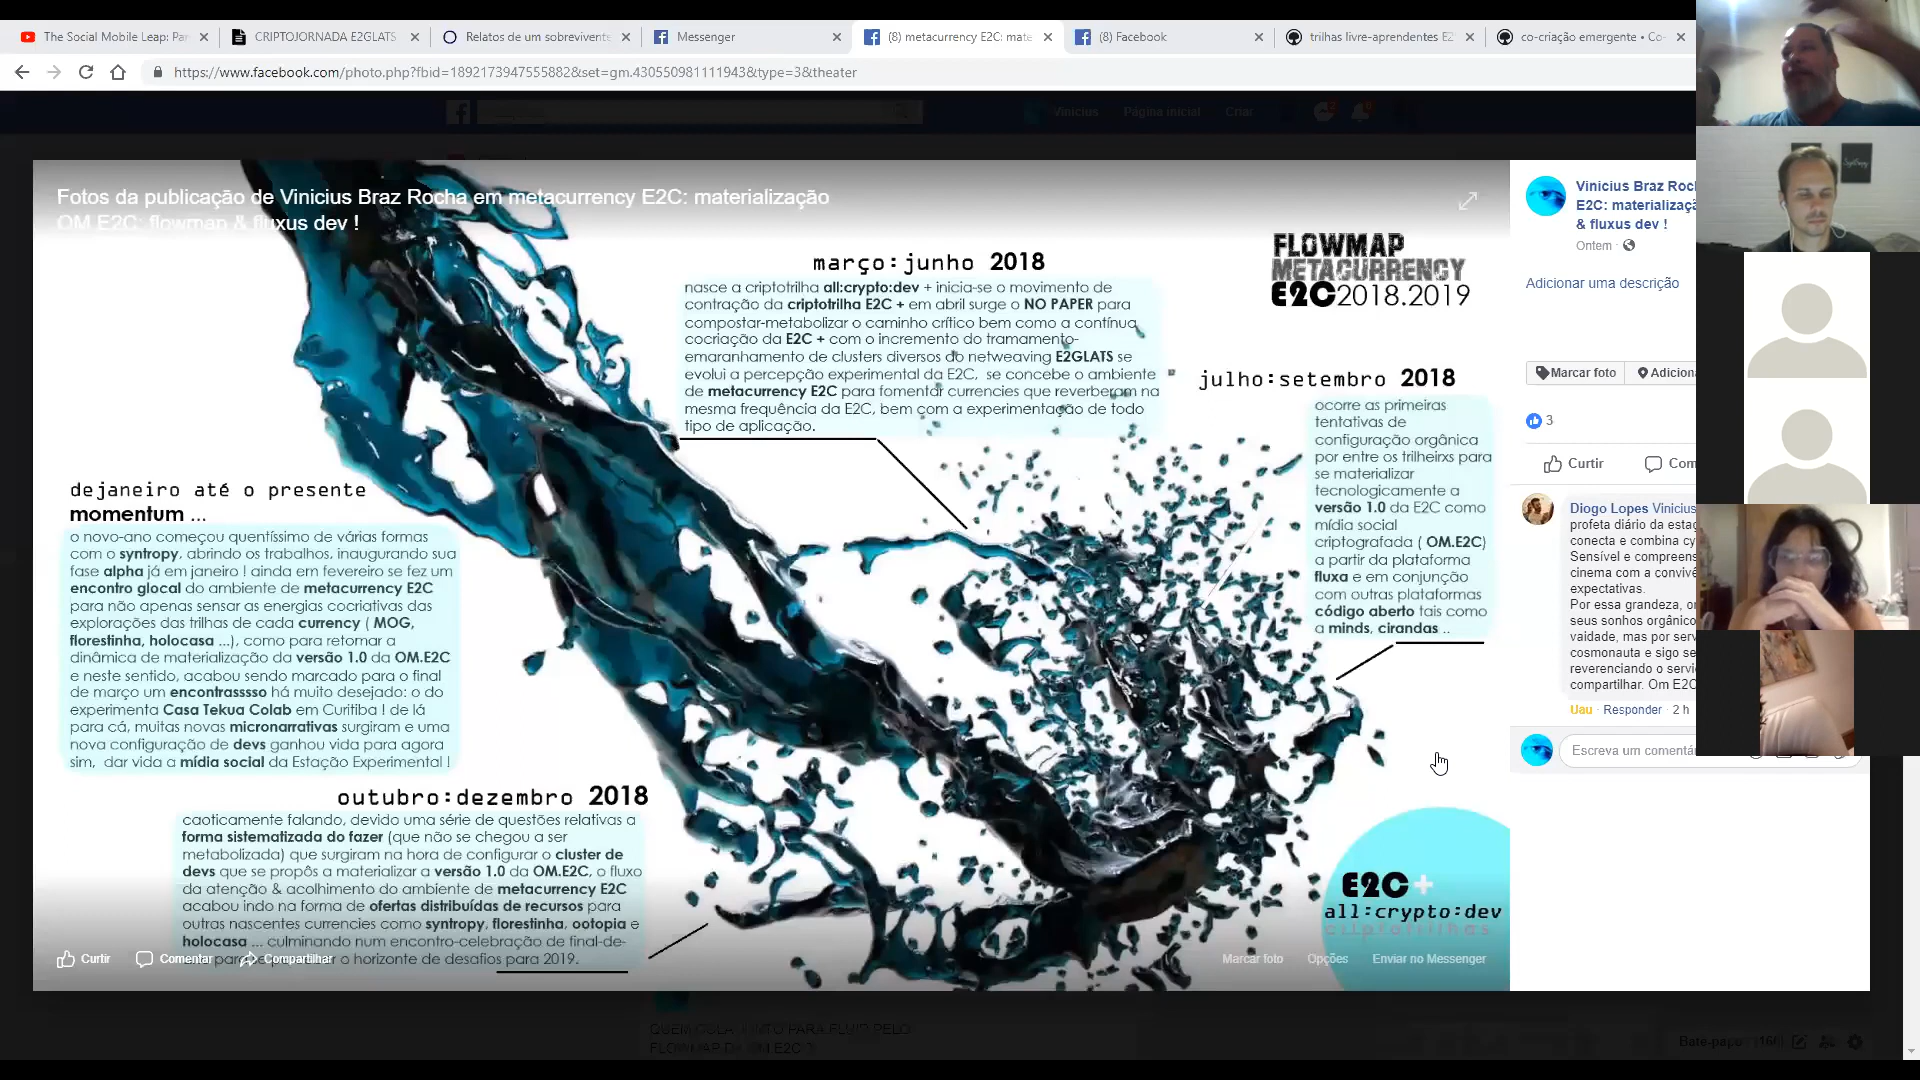 The Social Mobile Leap: Par
CRIPTOJORNADA E2GLATS
Relatos de um sobrevivente
Messenger
(8) metacurrency E2C: mate
(8) Facebook
trilhas livre-aprendentes E2
co-criação emergente • Co-
https://www.facebook.com/photo.php?fbid=1892173947555882&set=gm.430550981111943&type=3&theater
Vinicius
Página inicial
Criar
Fotos da publicação de Vinicius Braz Rocha em metacurrency E2C: materialização
OM E2C: flowmap & fluxus dev !
FLOWMAP
METACURRENCY
E2C2018.2019
março:junho 2018
nasce a criptotrilha all:crypto:dev + inicia-se o movimento de
contração da criptotrilha E2C + em abril surge o NO PAPER para
compostar-metabolizar o caminho crítico bem como a contínua
cocriação da E2C + com o incremento do tramamento-
emaranhamento de clusters diversos do netweaving E2GLATS se
evolui a percepção experimental da E2C, se concebe o ambiente
de metacurrency E2C para fomentar currencies que reverberam na
mesma frequência da E2C, bem com a experimentação de todo
tipo de aplicação.
julho:setembro 2018
ocorre as primeiras
tentativas de
configuração orgânica
por entre os trilheirxs para
se materializar
tecnologicamente a
versão 1.0 da E2C como
mídia social
criptografada ( OM.E2C)
a partir da plataforma
fluxa e em conjunção
com outras plataformas
código aberto tais como
a minds, cirandas ..
dejaneiro até o presente
momentum ...
o novo-ano começou quentíssimo de várias formas
com o syntropy, abrindo os trabalhos, inaugurando sua
fase alpha já em janeiro ! ainda em fevereiro se fez um
encontro glocal do ambiente de metacurrency E2C
para não apenas sensar as energias cocriativas das
explorações das trilhas de cada currency ( MOG,
florestinha, holocasa ...), como para retomar a
dinâmica de materialização da versão 1.0 da OM.E2C
e neste sentido, acabou sendo marcado para o final
de março um encontrasssso há muito desejado: o do
experimenta Casa Tekua Colab em Curitiba ! de lá
para cá, muitas novas micronarrativas surgiram e uma
nova configuração de devs ganhou vida para agora
sim, dar vida a mídia social da Estação Experimental !
outubro:dezembro 2018
caoticamente falando, devido uma série de questões relativas a
forma sistematizada do fazer (que não se chegou a ser
metabolizada) que surgiram na hora de configurar o cluster de
devs que se propôs a materializar a versão 1.0 da OM.E2C, o fluxo
da atenção & acolhimento do ambiente de metacurrency E2C
acabou indo na forma de ofertas distribuídas de recursos para
outras nascentes currencies como syntropy, florestinha, ootopia e
holocasa ... culminando num encontro-celebração de final-de-
o horizonte de desafios para 2019.
E2C+
all:crypto:dev
criptotrilhas
Curtir
Comentar
Compartilhar
Marcar foto
Opções
Enviar no Messenger
Vinicius Braz Roc
E2C: materializaç
& fluxus dev !
Ontem
Adicionar uma descrição
Marcar foto
Adicion
3
Curtir
Com
Diogo Lopes Vinicius
profeta diário da esta
conecta e combina cy
Sensível e compreens
cinema com a convivê
expectativas.
Por essa grandeza, o
seus sonhos orgânico
vaidade, mas por serv
cosmonauta e sigo se
reverenciando o servi
compartilhar. Om E2C
Uau · Responder · 2 h
Escreva um comentár
QUEM COLA JUNTO PARA FLUIR PELO
FLOWMAP DA OM E2C ?